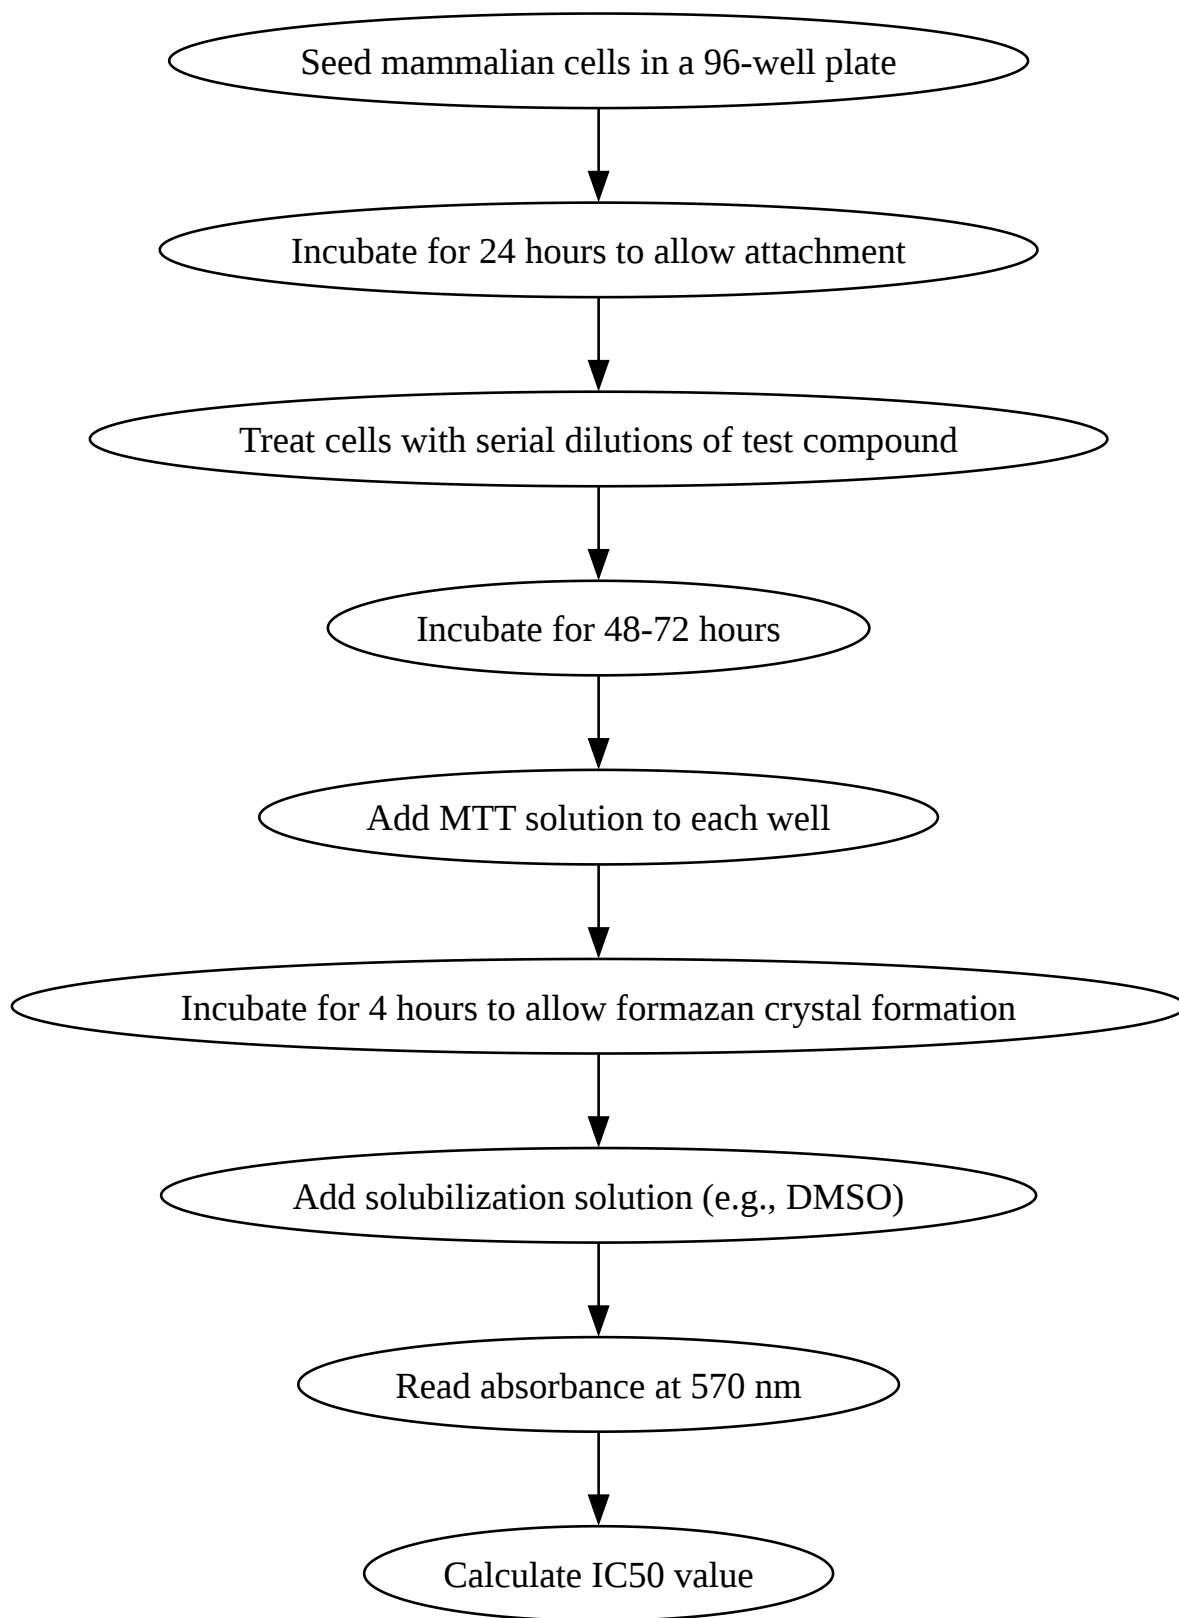 Seed mammalian cells in a 96-well plate
Incubate for 24 hours to allow attachment
Treat cells with serial dilutions of test compound
Incubate for 48-72 hours
Add MTT solution to each well
Incubate for 4 hours to allow formazan crystal formation
Add solubilization solution (e.g., DMSO)
Read absorbance at 570 nm
Calculate IC50 value